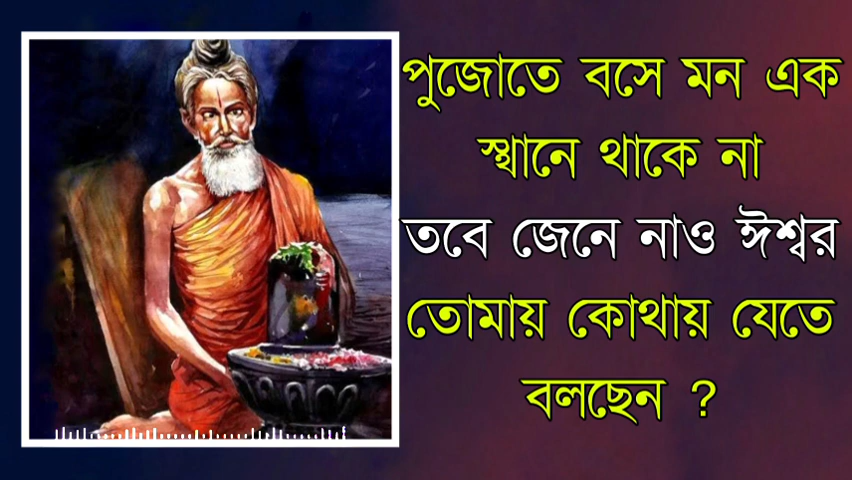 পুজোতে বসে মন এক
স্থানে থাকে না
তবে জেনে নাও ঈশ্বর
তোমায় কোথায় যেতে
বলছেন ?